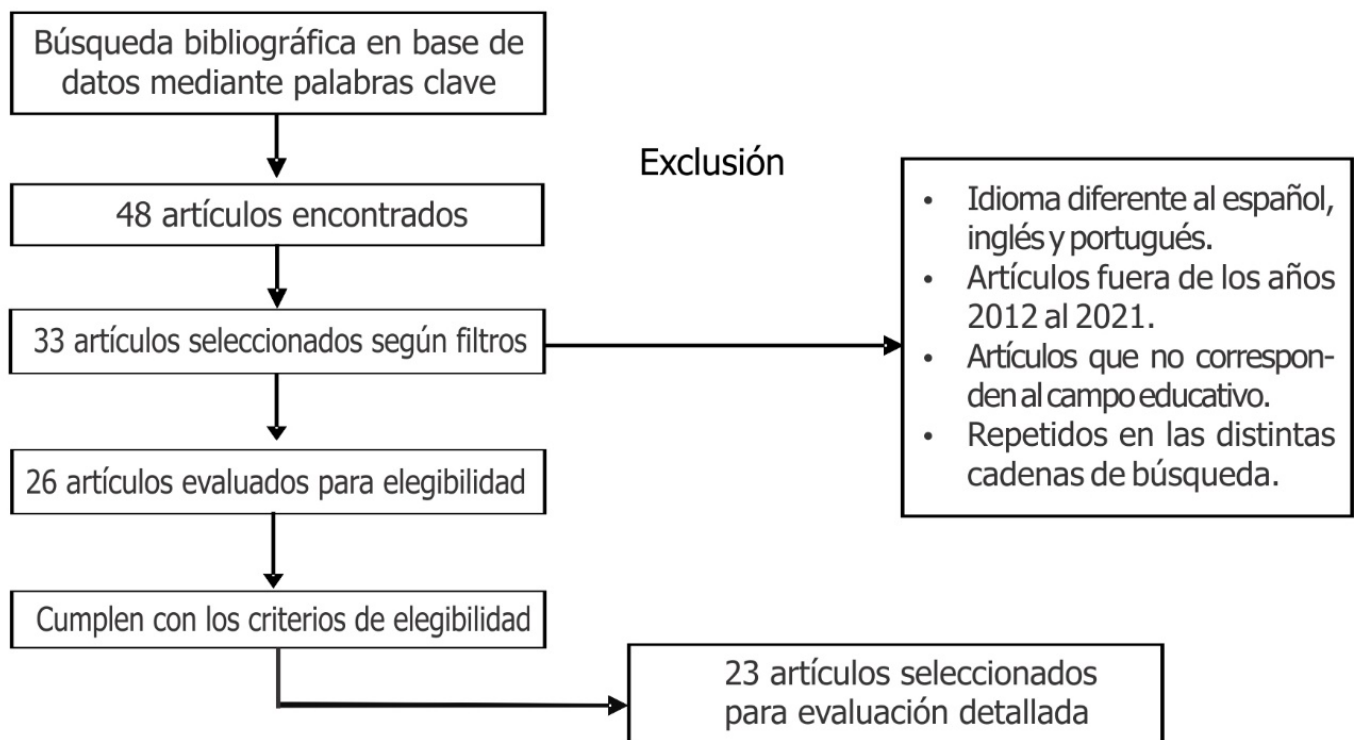 Búsqueda bibliográfica en base de
datos mediante palabras clave
48 artículos encontrados
33 artículos seleccionados según filtros
26 artículos evaluados para elegibilidad
Cumplen con los criterios de elegibilidad
23 artículos seleccionados
para evaluación detallada
Exclusión
• Idioma diferente al español,
inglés y portugués.
• Artículos fuera de los años
2012 al 2021.
• Artículos que no correspon-
den al campo educativo.
• Repetidos en las distintas
cadenas de búsqueda.